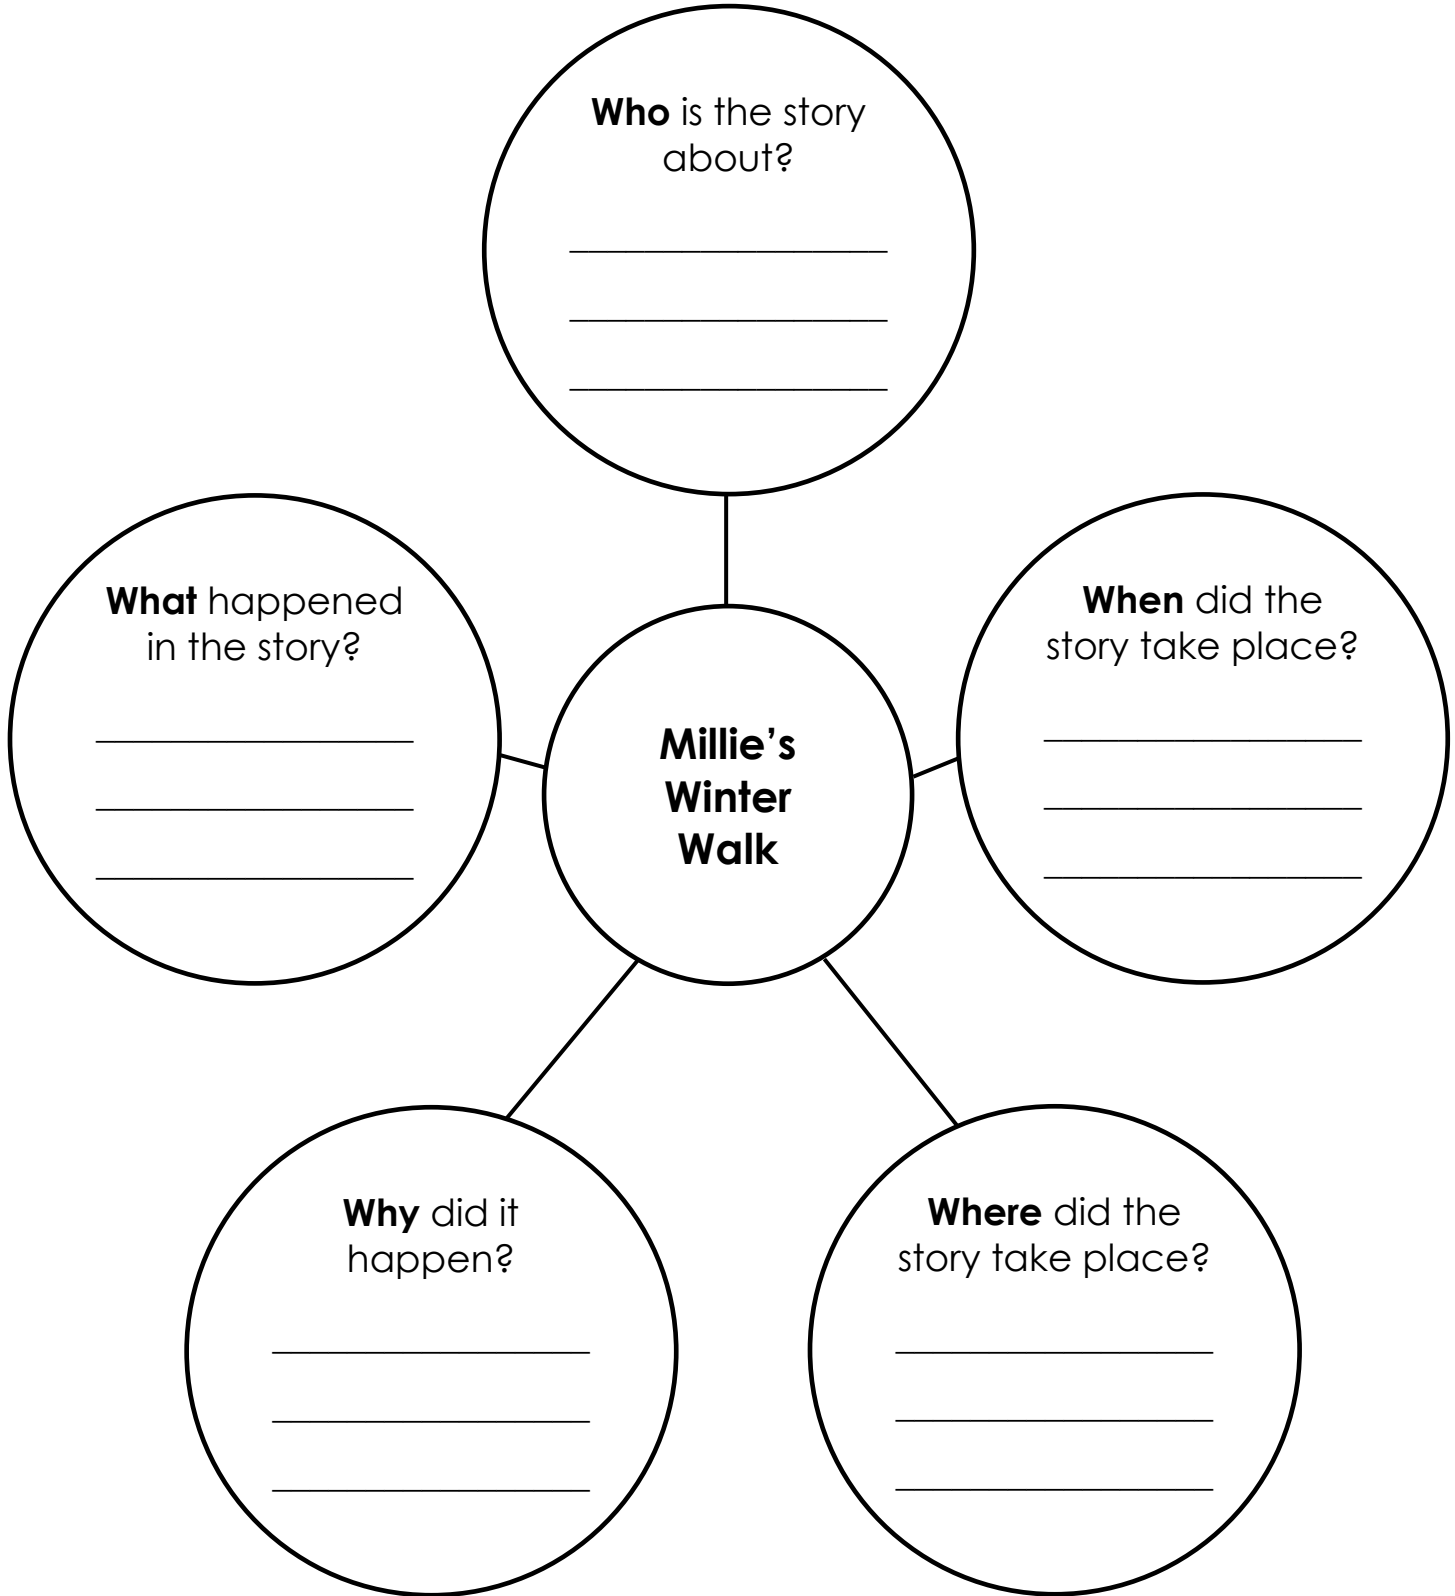 Who is the story
about?
What happened
in the story?
When did the
story take place?
Millie’s
Winter
Walk
Why did it
happen?
Where did the
story take place?